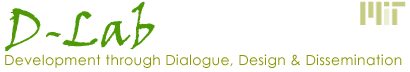 D-Lab
MIT
Development through Dialogue, Design & Dissemination